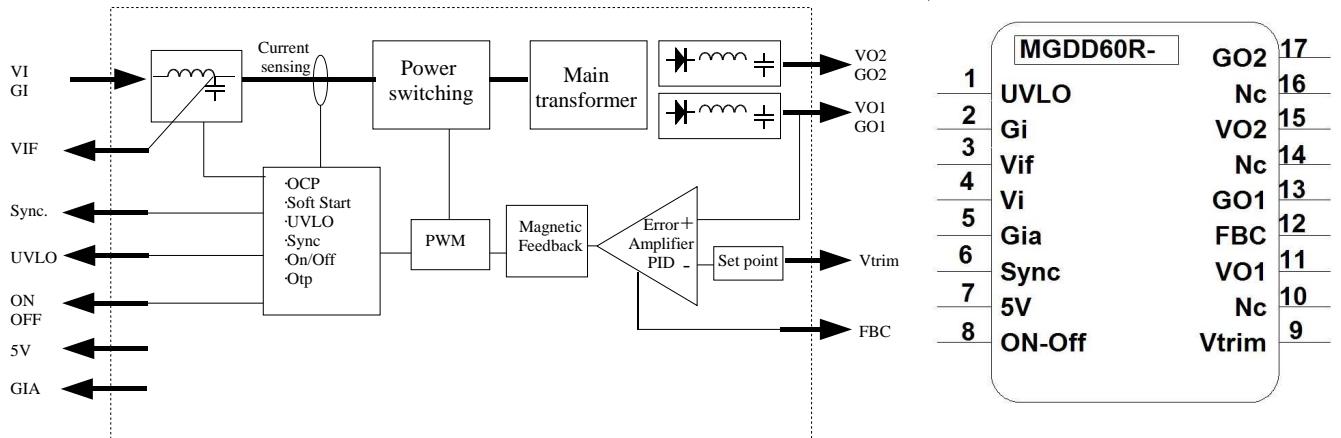 VI
GI
VIF
Sync.
UVLO
ON
OFF
5V
GIA
Current
sensing
Power
switching
Main
transformer
VO2
GO2
VO1
GO1
·OCP
·Soft Start
·UVLO
·Sync
·On/Off
·Otp
PWM
Magnetic
Feedback
Error+
Amplifier
PID -
Set point
Vtrim
FBC
MGDD60R-
1 UVLO
2 Gi
3 Vif
4 Vi
5 Gia
6 Sync
7 5V
8 ON-Off
GO2 17
Nc 16
VO2 15
Nc 14
GO1 13
FBC 12
VO1 11
Nc 10
Vtrim 9